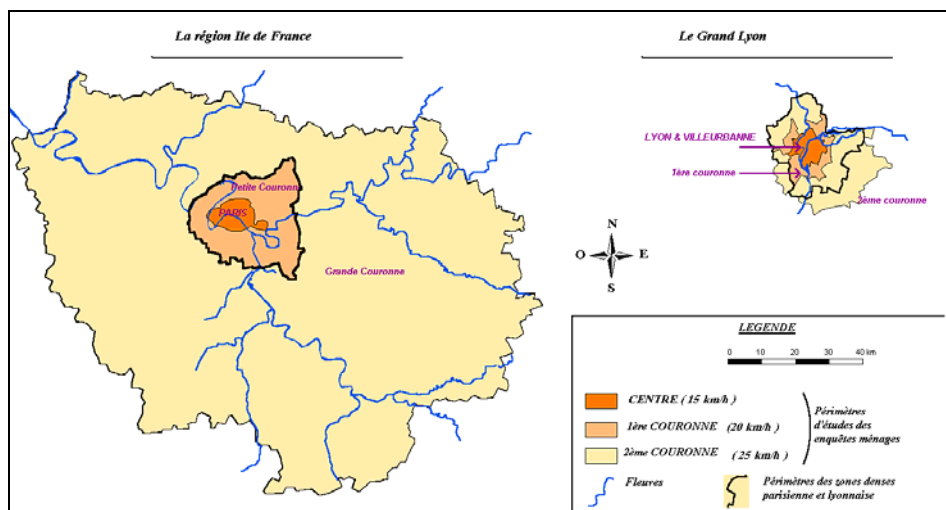 La région Ile de France
Le Grand Lyon
LYON & VILLEURBANNE
1ère couronne
2ème couronne
Petite Couronne
PARIS
Grande Couronne
N
O E
S
LEGENDE
0 10 20 30 40 km
CENTRE ( 15 km/h )
1ère COURONNE (20 km/h )
2ème COURONNE ( 25 km/h )
Périmètres
d'études des
enquêtes ménages
Fleuves
Périmètres des zones denses
parisienne et lyonnaise